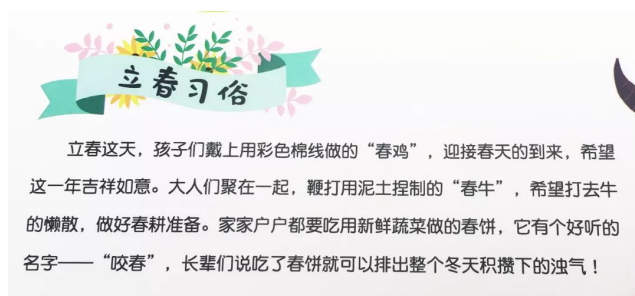 立春习俗
立春这天，孩子们戴上用彩色棉线做的“春鸡”，迎接春天的到来，希望
这一年吉祥如意。大人们聚在一起，鞭打用泥土捏制的“春牛”，希望打去牛
的懒散，做好春耕准备。家家户户都要吃用新鲜蔬菜做的春饼，它有个好听的
名字——“咬春”，长辈们说吃了春饼就可以排出整个冬天积攒下的浊气！